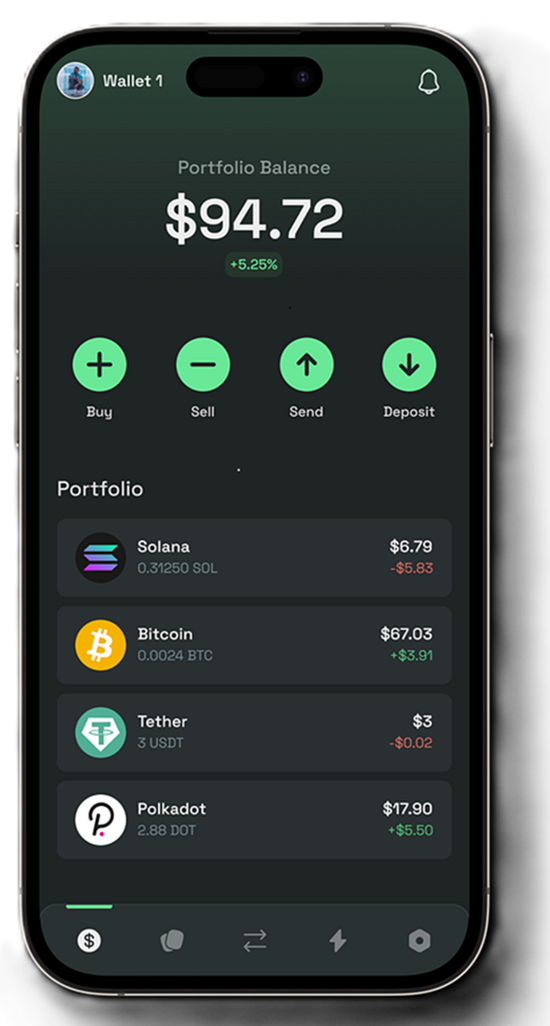 Wallet 1
Portfolio Balance
$94.72
+5.25%
Buy Sell Send Deposit
Portfolio
Solana $6.79
0.31250 SOL -$5.83
Bitcoin $67.03
0.0024 BTC +$3.91
Tether $3
3 USDT -$0.02
Polkadot $17.90
2.88 DOT +$5.50